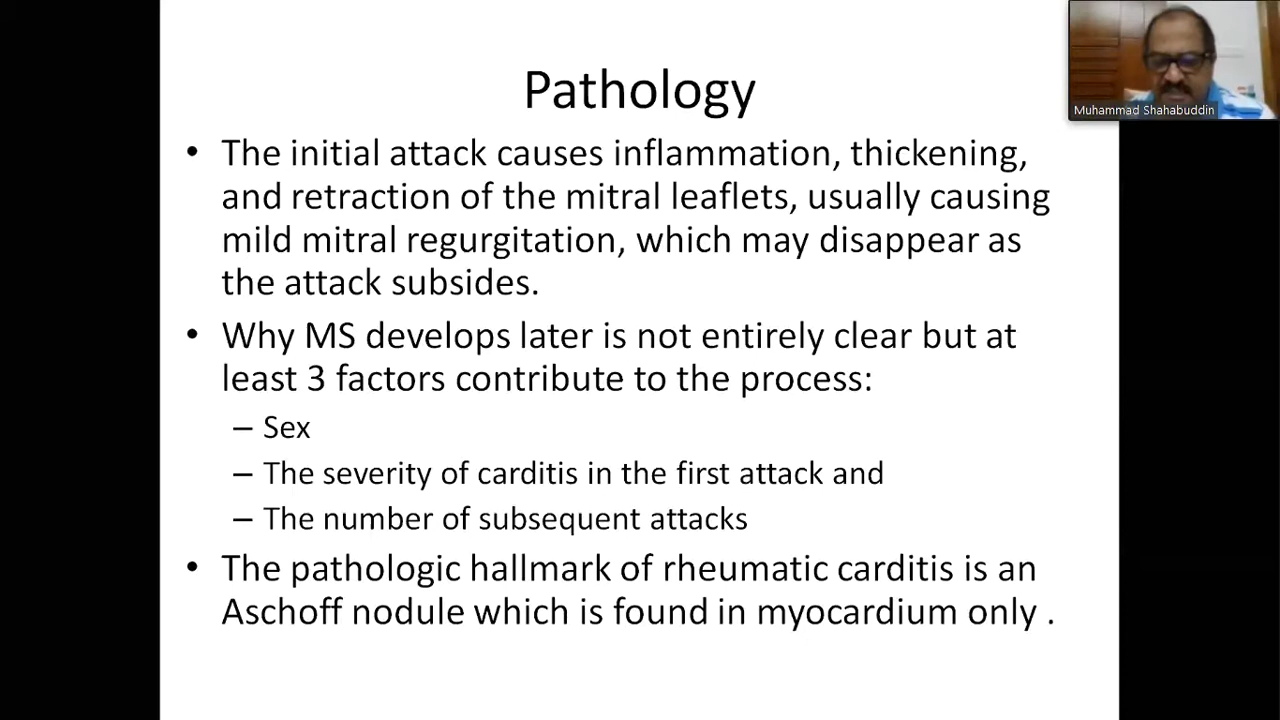 Pathology
• The initial attack causes inflammation, thickening,
and retraction of the mitral leaflets, usually causing
mild mitral regurgitation, which may disappear as
the attack subsides.
• Why MS develops later is not entirely clear but at
least 3 factors contribute to the process:
– Sex
– The severity of carditis in the first attack and
– The number of subsequent attacks
• The pathologic hallmark of rheumatic carditis is an
Aschoff nodule which is found in myocardium only .
Muhammad Shahabuddin